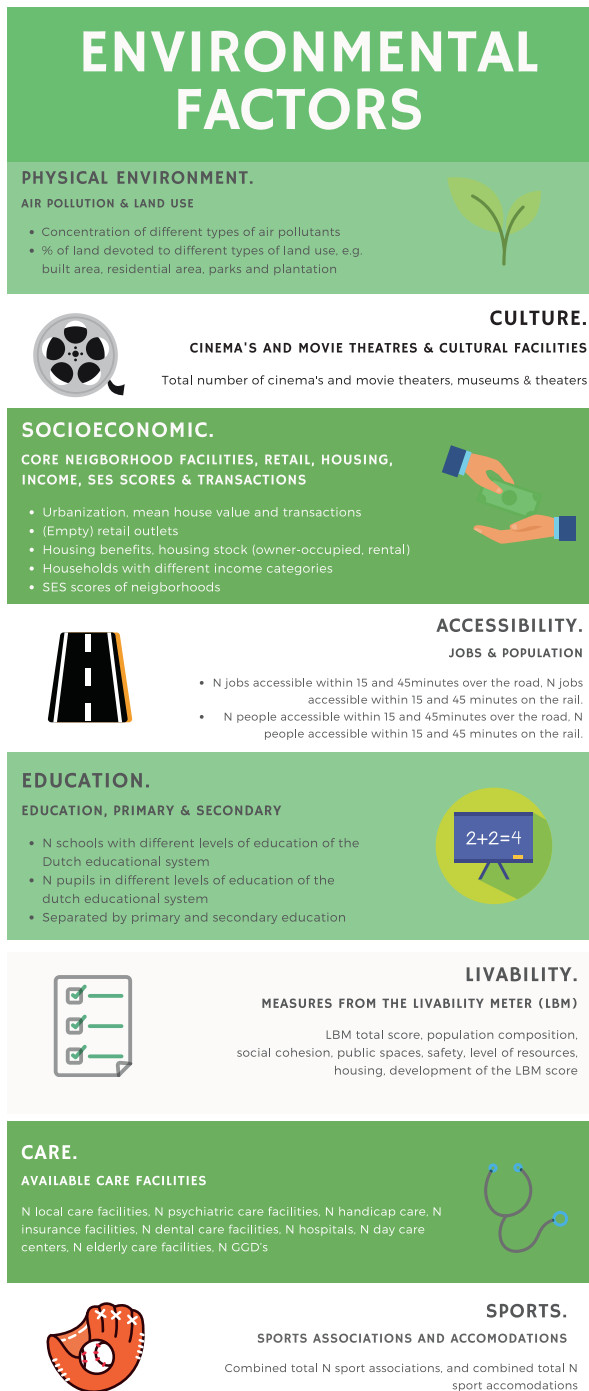 ENVIRONMENTAL
FACTORS
PHYSICAL ENVIRONMENT.
AIR POLLUTION & LAND USE
• Concentration of different types of air pollutants
• % of land devoted to different types of land use, e.g.
built area, residential area, parks and plantation
CULTURE.
CINEMA'S AND MOVIE THEATRES & CULTURAL FACILITIES
Total number of cinema's and movie theaters, museums & theaters
SOCIOECONOMIC.
CORE NEIGBORHOOD FACILITIES, RETAIL, HOUSING,
INCOME, SES SCORES & TRANSACTIONS
• Urbanization, mean house value and transactions
• (Empty) retail outlets
• Housing benefits, housing stock (owner-occupied, rental)
• Households with different income categories
• SES scores of neigborhoods
ACCESSIBILITY.
JOBS & POPULATION
• N jobs accessible within 15 and 45minutes over the road, N jobs
accessible within 15 and 45 minutes on the rail.
• N people accessible within 15 and 45minutes over the road, N
people accessible within 15 and 45 minutes on the rail.
EDUCATION.
EDUCATION, PRIMARY & SECONDARY
• N schools with different levels of education of the
Dutch educational system
• N pupils in different levels of education of the
dutch educational system
• Separated by primary and secondary education
2+2=4
LIVABILITY.
MEASURES FROM THE LIVABILITY METER (LBM)
LBM total score, population composition,
social cohesion, public spaces, safety, level of resources,
housing, development of the LBM score
CARE.
AVAILABLE CARE FACILITIES
N local care facilities, N psychiatric care facilities, N handicap care, N
insurance facilities, N dental care facilities, N hospitals, N day care
centers, N elderly care facilities, N GGD's
SPORTS.
SPORTS ASSOCIATIONS AND ACCOMODATIONS
Combined total N sport associations, and combined total N
sport accomodations